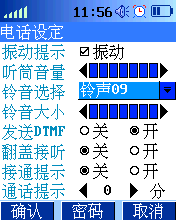 11:56
电话设定
振动提示 振动
听筒音量
铃音选择 铃声09
铃音大小
发送DTMF 关 开
翻盖接听 关 开
接通提示 关 开
通话提示 0 分
确认 密码 取消